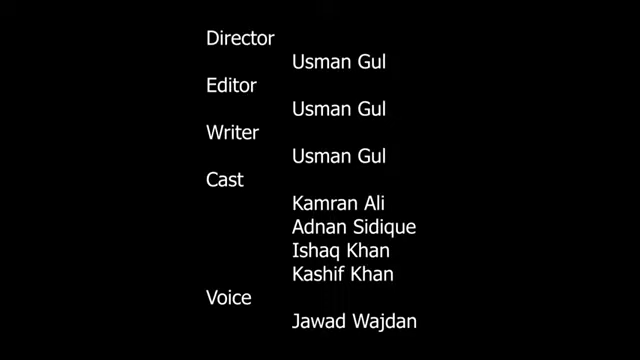 Director
Usman Gul
Editor
Usman Gul
Writer
Usman Gul
Cast
Kamran Ali
Adnan Sidique
Ishaq Khan
Kashif Khan
Voice
Jawad Wajdan